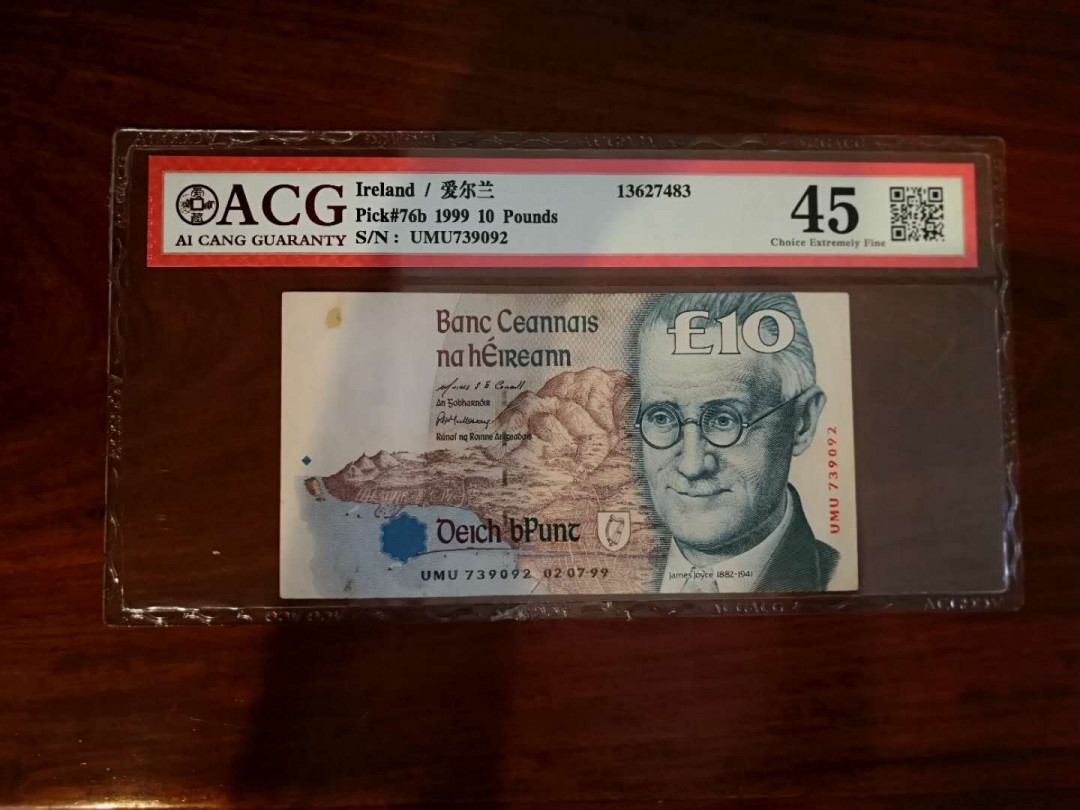 ACG
AI CANG GUARANTY
Ireland / 爱尔兰
Pick#76b 1999 10 Pounds
S/N : UMU739092
13627483
45
Choice Extremely Fine
Banc Ceannais
na hÉireann
£10
An Gobharnóir
Rúnaí na Roinne Airgeadais
Deich bPunt
UMU 739092 02·07·99
James Joyce 1882-1941
UMU 739092